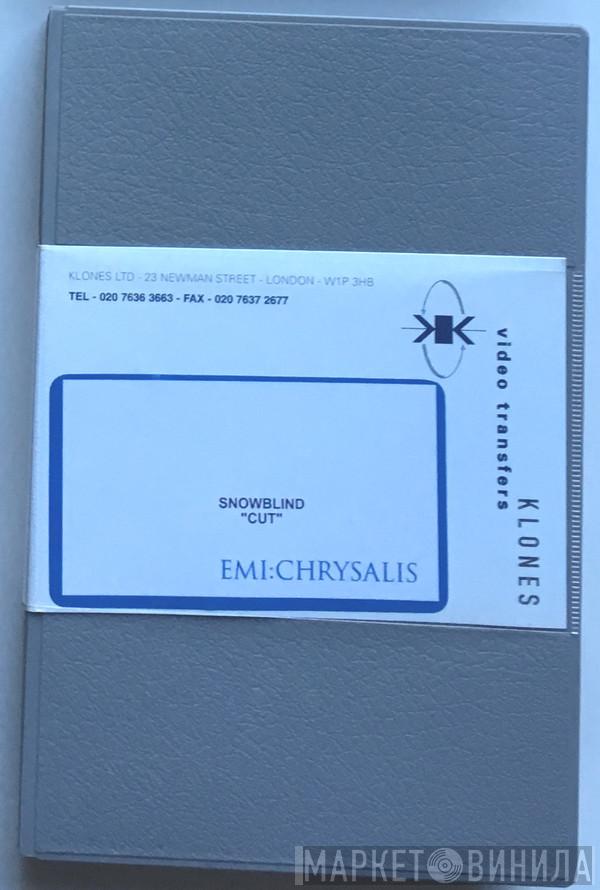 KLONES LTD - 23 NEWMAN STREET - LONDON - W1P 3HB
TEL - 020 7636 3663 - FAX - 020 7637 2677
video transfers
KLONES
SNOWBLIND
"CUT"
EMI:CHRYSALIS
МАРКЕТ ВИНИЛА